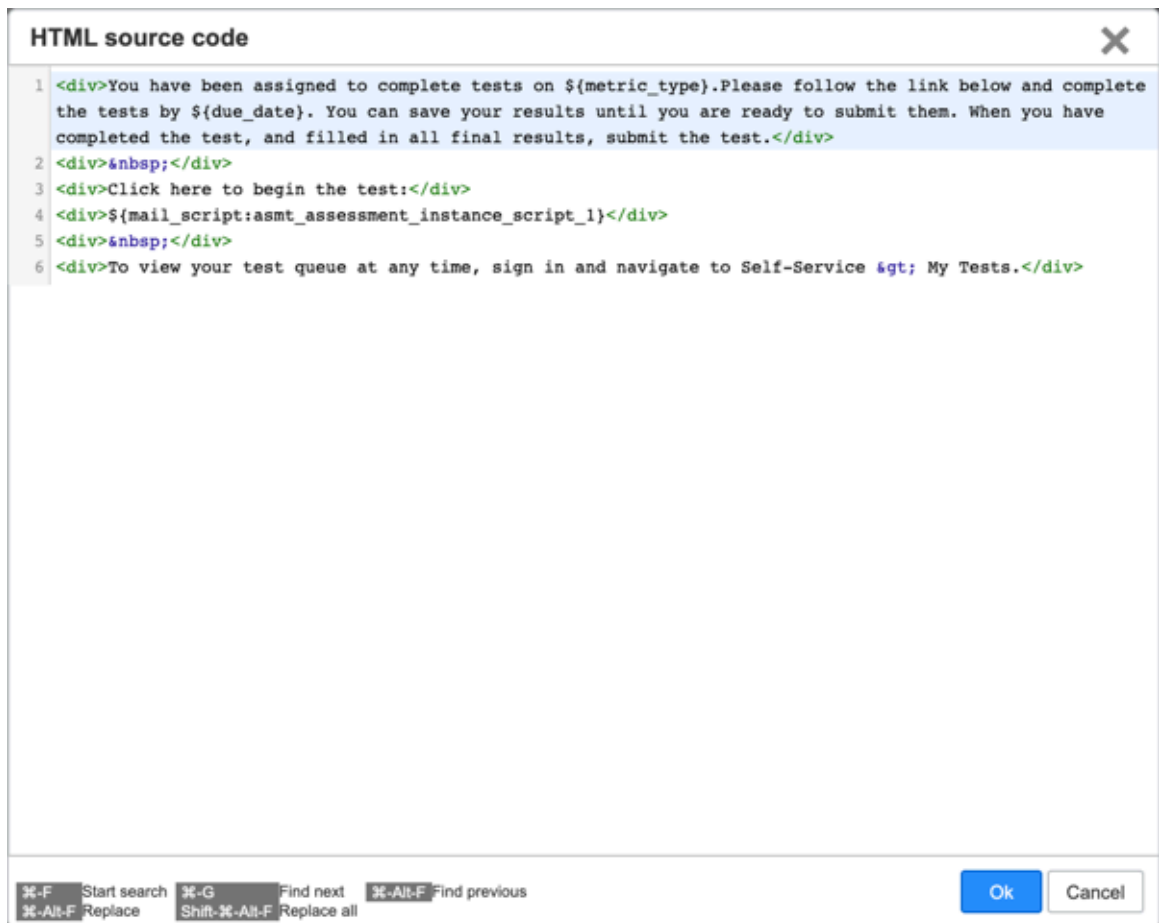 HTML source code
1 <div>You have been assigned to complete tests on ${metric_type}.Please follow the link below and complete
the tests by ${due_date}. You can save your results until you are ready to submit them. When you have
completed the test, and filled in all final results, submit the test.</div>
2 <div>&nbsp;</div>
3 <div>Click here to begin the test:</div>
4 <div>${mail_script:asmt_assessment_instance_script_1}</div>
5 <div>&nbsp;</div>
6 <div>To view your test queue at any time, sign in and navigate to Self-Service &gt; My Tests.</div>
⌘-F Start search ⌘-G Find next ⌘-Alt-F Find previous
⌘-Alt-F Replace Shift-⌘-Alt-F Replace all
Ok Cancel